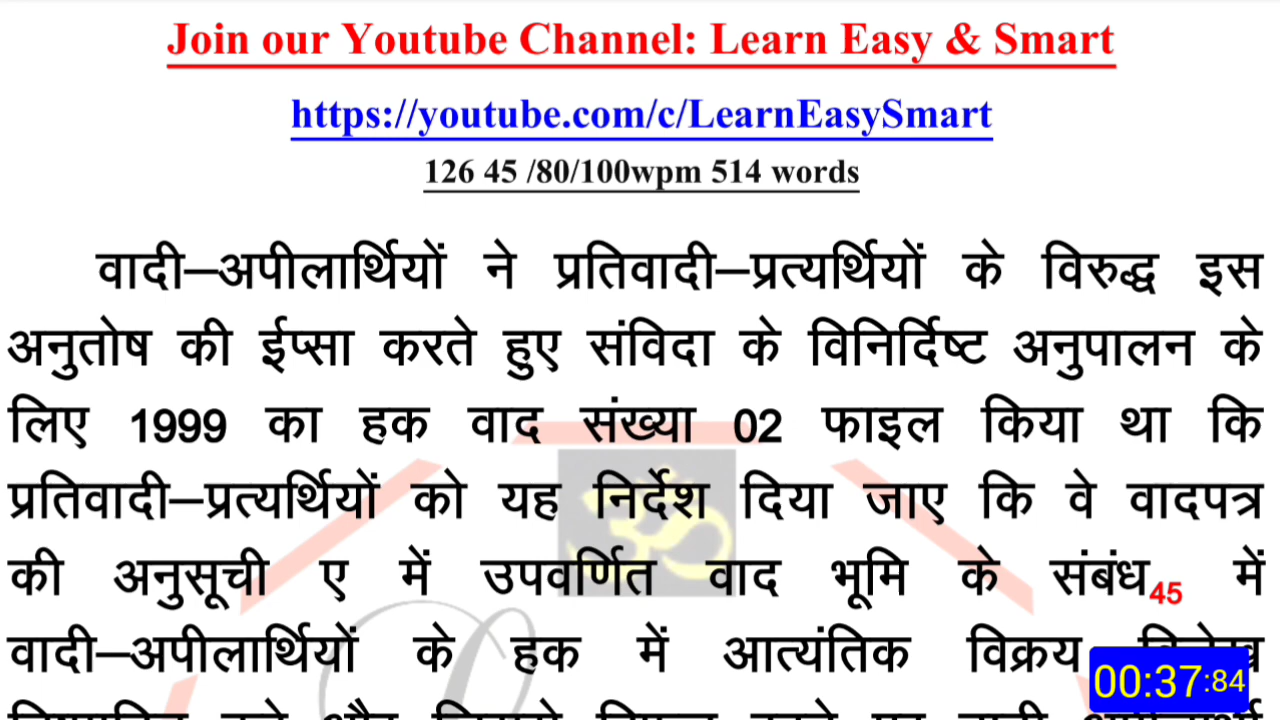 Join our Youtube Channel: Learn Easy & Smart
https://youtube.com/c/LearnEasySmart
126 45 /80/100wpm 514 words
वादी–अपीलार्थियों ने प्रतिवादी–प्रत्यर्थियों के विरुद्ध इस
अनुतोष की ईप्सा करते हुए संविदा के विनिर्दिष्ट अनुपालन के
लिए 1999 का हक वाद संख्या 02 फाइल किया था कि
प्रतिवादी–प्रत्यर्थियों को यह निर्देश दिया जाए कि वे वादपत्र
की अनुसूची ए में उपवर्णित वाद भूमि के संबंध45 में
वादी–अपीलार्थियों के हक में आत्यंतिक विक्रय
00:37:84